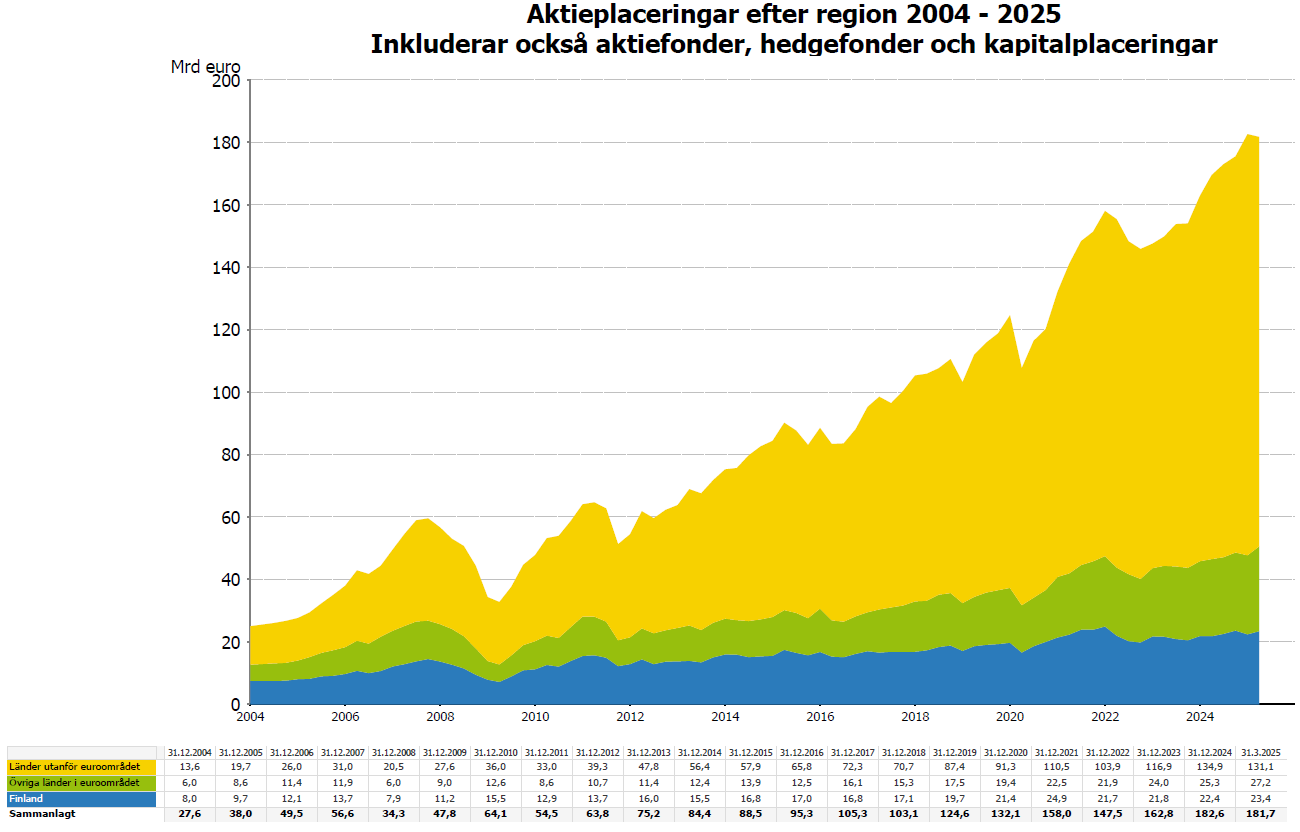 Aktieplaceringar efter region 2004 - 2025
Inkluderar också aktiefonder, hedgefonder och kapitalplaceringar
Mrd euro
200
180
160
140
120
100
80
60
40
20
0
2004 2006 2008 2010 2012 2014 2016 2018 2020 2022 2024
31.12.2004 31.12.2005 31.12.2006 31.12.2007 31.12.2008 31.12.2009 31.12.2010 31.12.2011 31.12.2012 31.12.2013 31.12.2014 31.12.2015 31.12.2016 31.12.2017 31.12.2018 31.12.2019 31.12.2020 31.12.2021 31.12.2022 31.12.2023 31.12.2024 31.3.2025
Länder utanför euroområdet 13,6 19,7 26,0 31,0 20,5 27,6 36,0 33,0 39,3 47,8 56,4 57,9 65,8 72,3 70,7 87,4 91,3 110,5 103,9 116,9 134,9 131,1
Övriga länder i euroområdet 6,0 8,6 11,4 11,9 6,0 9,0 12,6 8,6 10,7 11,4 12,4 13,9 12,5 16,1 15,3 17,5 19,4 22,5 21,9 24,0 25,3 27,2
Finland 8,0 9,7 12,1 13,7 7,9 11,2 15,5 12,9 13,7 16,0 15,5 16,8 17,0 16,8 17,1 19,7 21,4 24,9 21,7 21,8 22,4 23,4
Sammanlagt 27,6 38,0 49,5 56,6 34,3 47,8 64,1 54,5 63,8 75,2 84,4 88,5 95,3 105,3 103,1 124,6 132,1 158,0 147,5 162,8 182,6 181,7